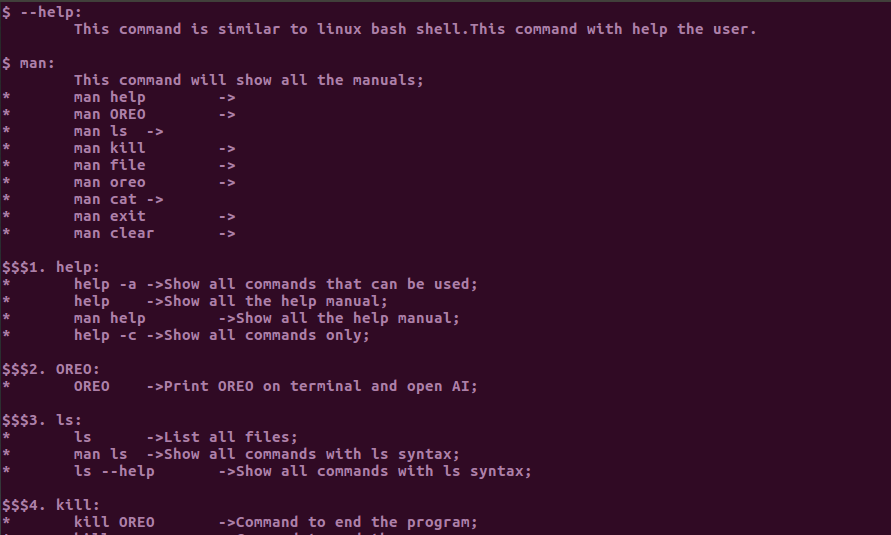 $ --help:
This command is similar to linux bash shell.This command with help the user.
$ man:
This command will show all the manuals;
* man help ->
* man OREO ->
* man ls ->
* man kill ->
* man file ->
* man oreo ->
* man cat ->
* man exit ->
* man clear ->
$$$1. help:
* help -a ->Show all commands that can be used;
* help ->Show all the help manual;
* man help ->Show all the help manual;
* help -c ->Show all commands only;
$$$2. OREO:
* OREO ->Print OREO on terminal and open AI;
$$$3. ls:
* ls ->List all files;
* man ls ->Show all commands with ls syntax;
* ls --help ->Show all commands with ls syntax;
$$$4. kill:
* kill OREO ->Command to end the program;